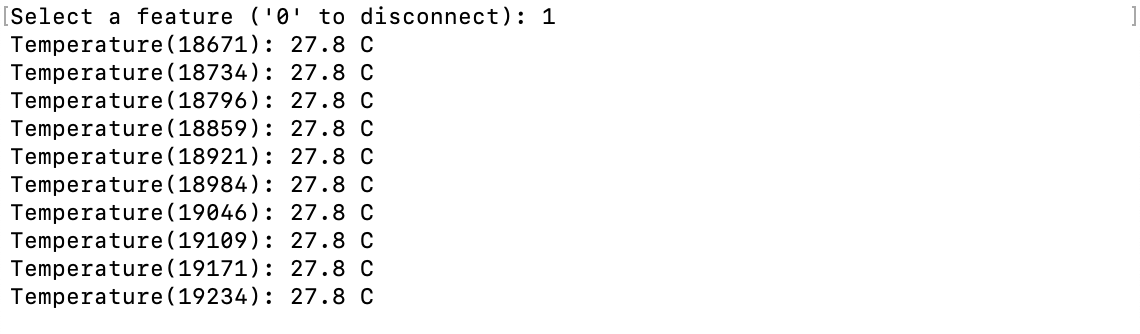 [Select a feature ('0' to disconnect): 1 ]
Temperature(18671): 27.8 C
Temperature(18734): 27.8 C
Temperature(18796): 27.8 C
Temperature(18859): 27.8 C
Temperature(18921): 27.8 C
Temperature(18984): 27.8 C
Temperature(19046): 27.8 C
Temperature(19109): 27.8 C
Temperature(19171): 27.8 C
Temperature(19234): 27.8 C